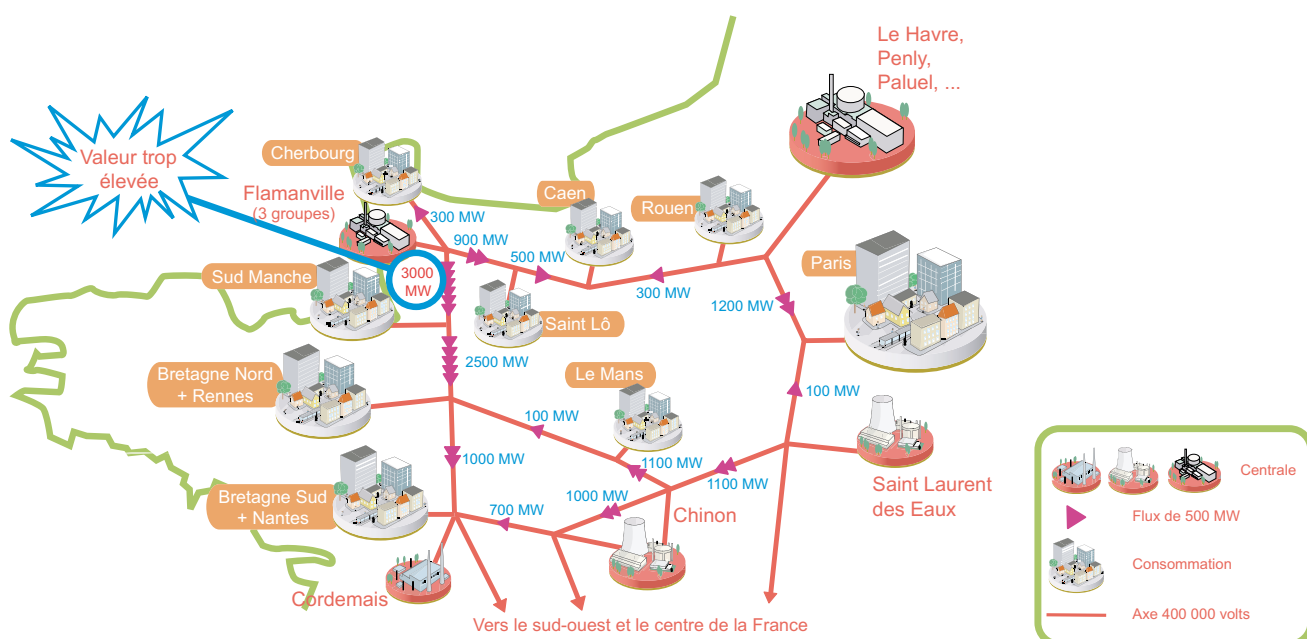 Le Havre,
Penly,
Paluel, ...
Valeur trop
élevée
Cherbourg
Flamanville
(3 groupes)
300 MW
Caen
Rouen
900 MW
500 MW
Paris
Sud Manche
3000
MW
300 MW
1200 MW
Saint Lô
2500 MW
Bretagne Nord
+ Rennes
Le Mans
100 MW
100 MW
1000 MW
1100 MW
1100 MW
Bretagne Sud
+ Nantes
1000 MW
700 MW
Chinon
Saint Laurent
des Eaux
Cordemais
Vers le sud-ouest et le centre de la France
Centrale
Flux de 500 MW
Consommation
Axe 400 000 volts